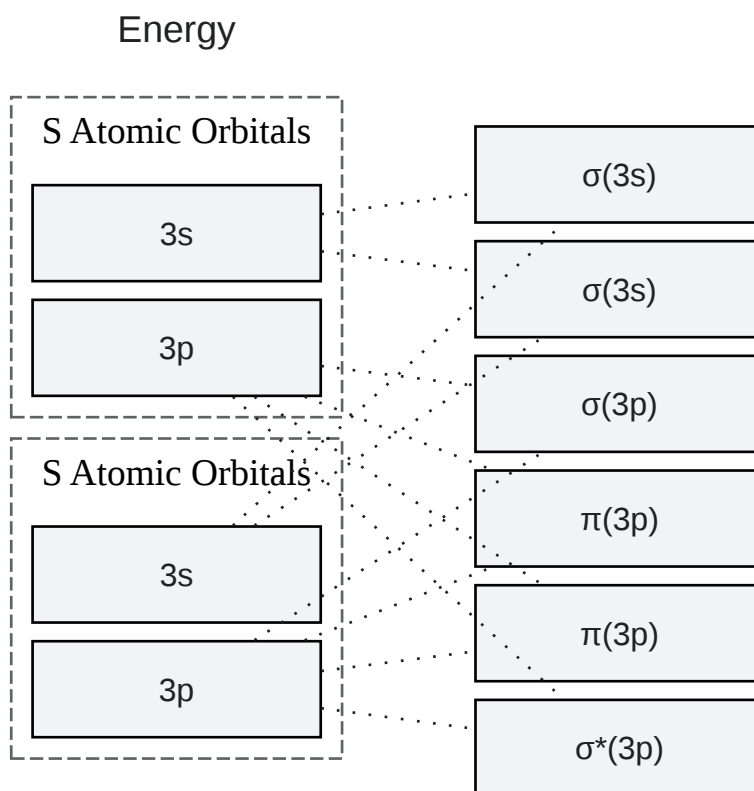 Energy
S Atomic Orbitals
3s
3p
S Atomic Orbitals
3s
3p
σ(3s)
σ(3s)
σ(3p)
π(3p)
π(3p)
σ*(3p)